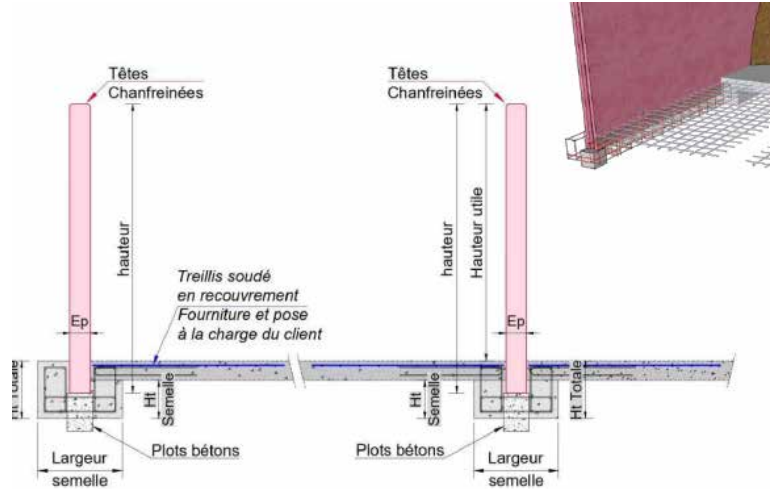 Têtes
Chanfreinées
Têtes
Chanfreinées
hauteur
hauteur
Hauteur utile
Treillis soudé
en recouvrement
Fourniture et pose
à la charge du client
Ep
Ep
Ht Totale
Ht
Semelle
Ht
Semelle
Ht Totale
Plots bétons
Plots bétons
Largeur
semelle
Largeur
semelle